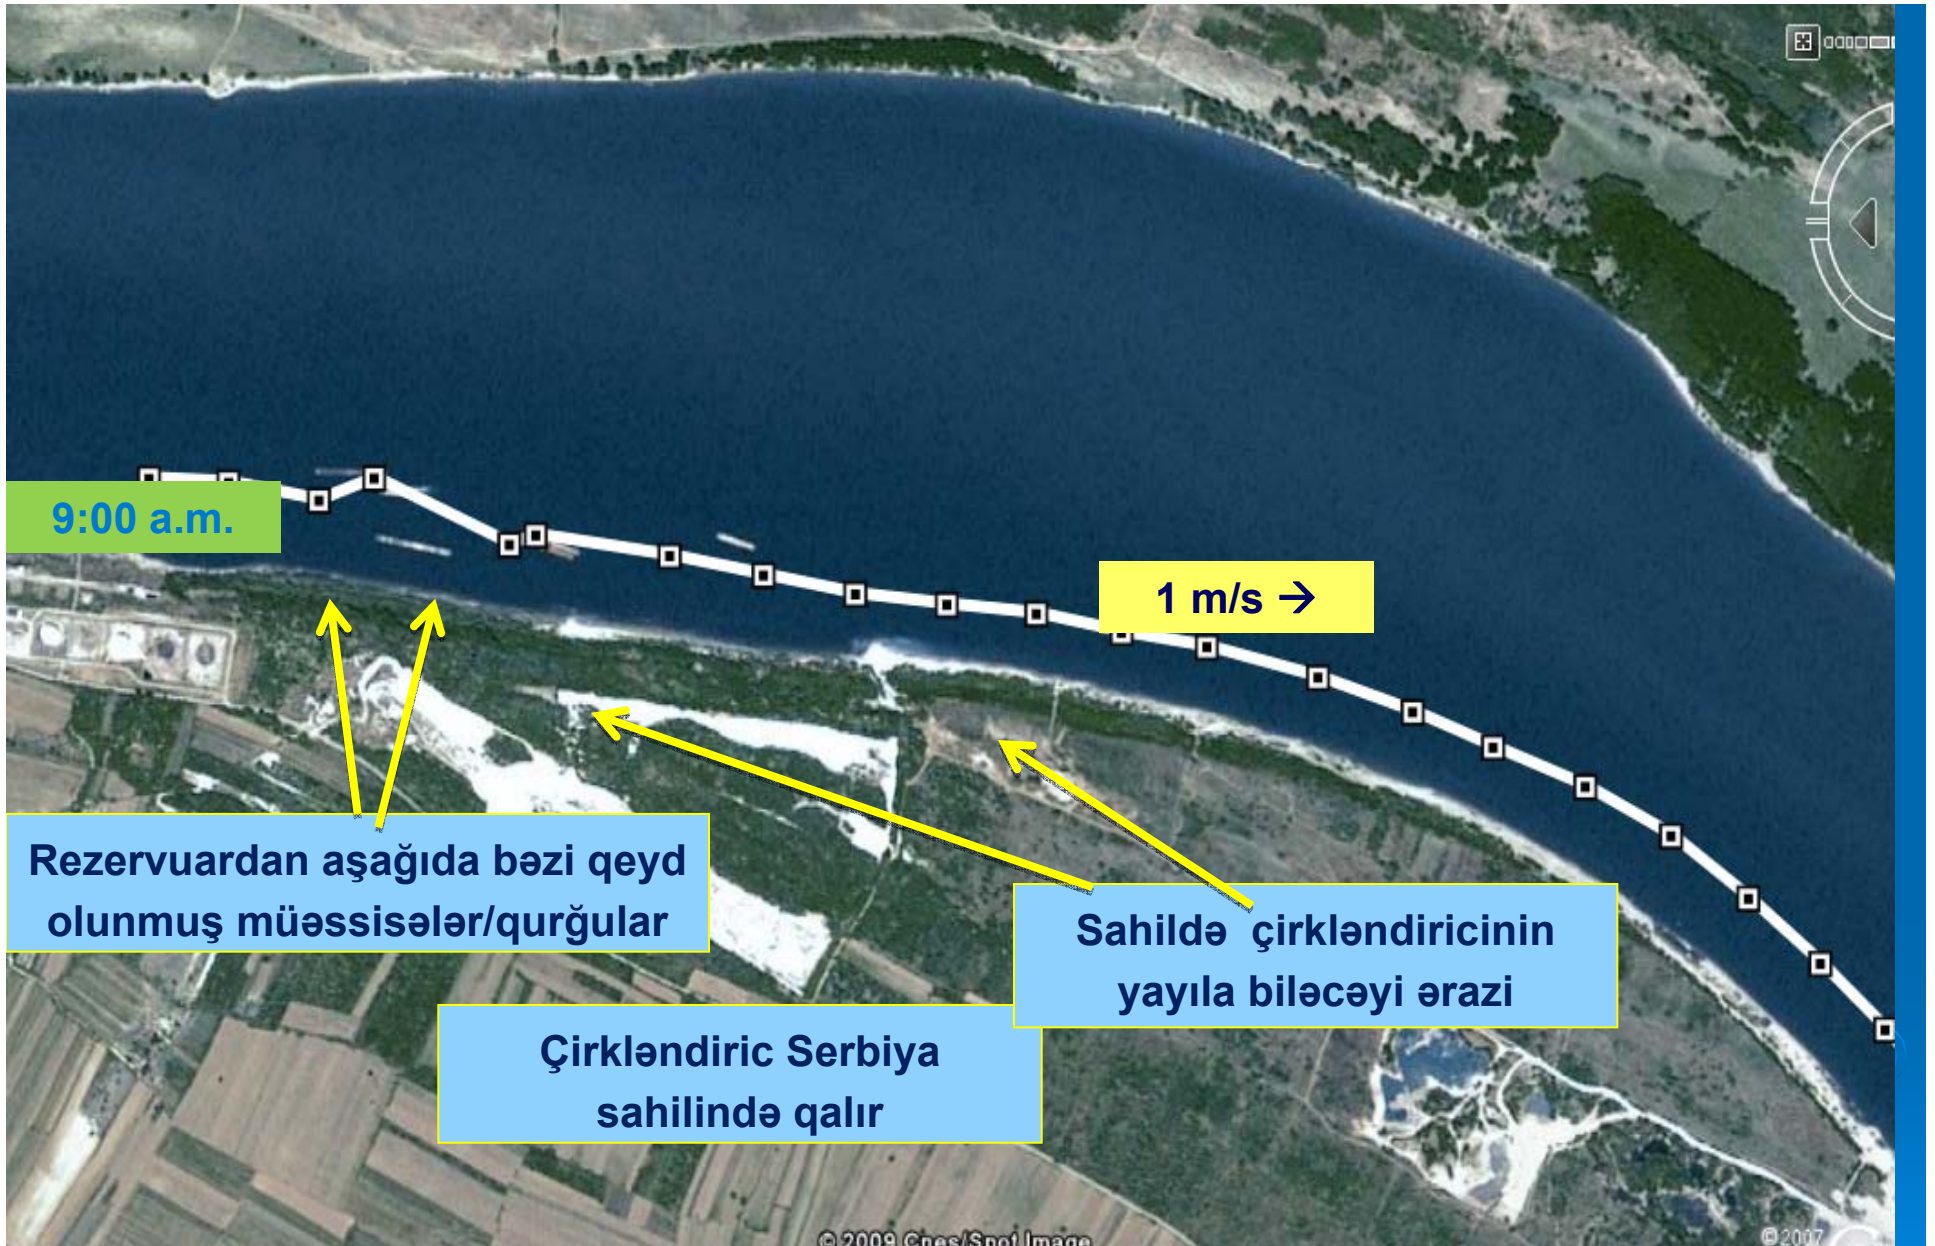 9:00 a.m.
1 m/s →
Rezervuardan aşağıda bəzi qeyd
olunmuş müəssisələr/qurğular
Sahildə çirkləndiricinin
yayıla biləcəyi ərazi
Çirkləndiric Serbiya
sahilində qalır
© 2009 Cnes/Spot Image
© 2007